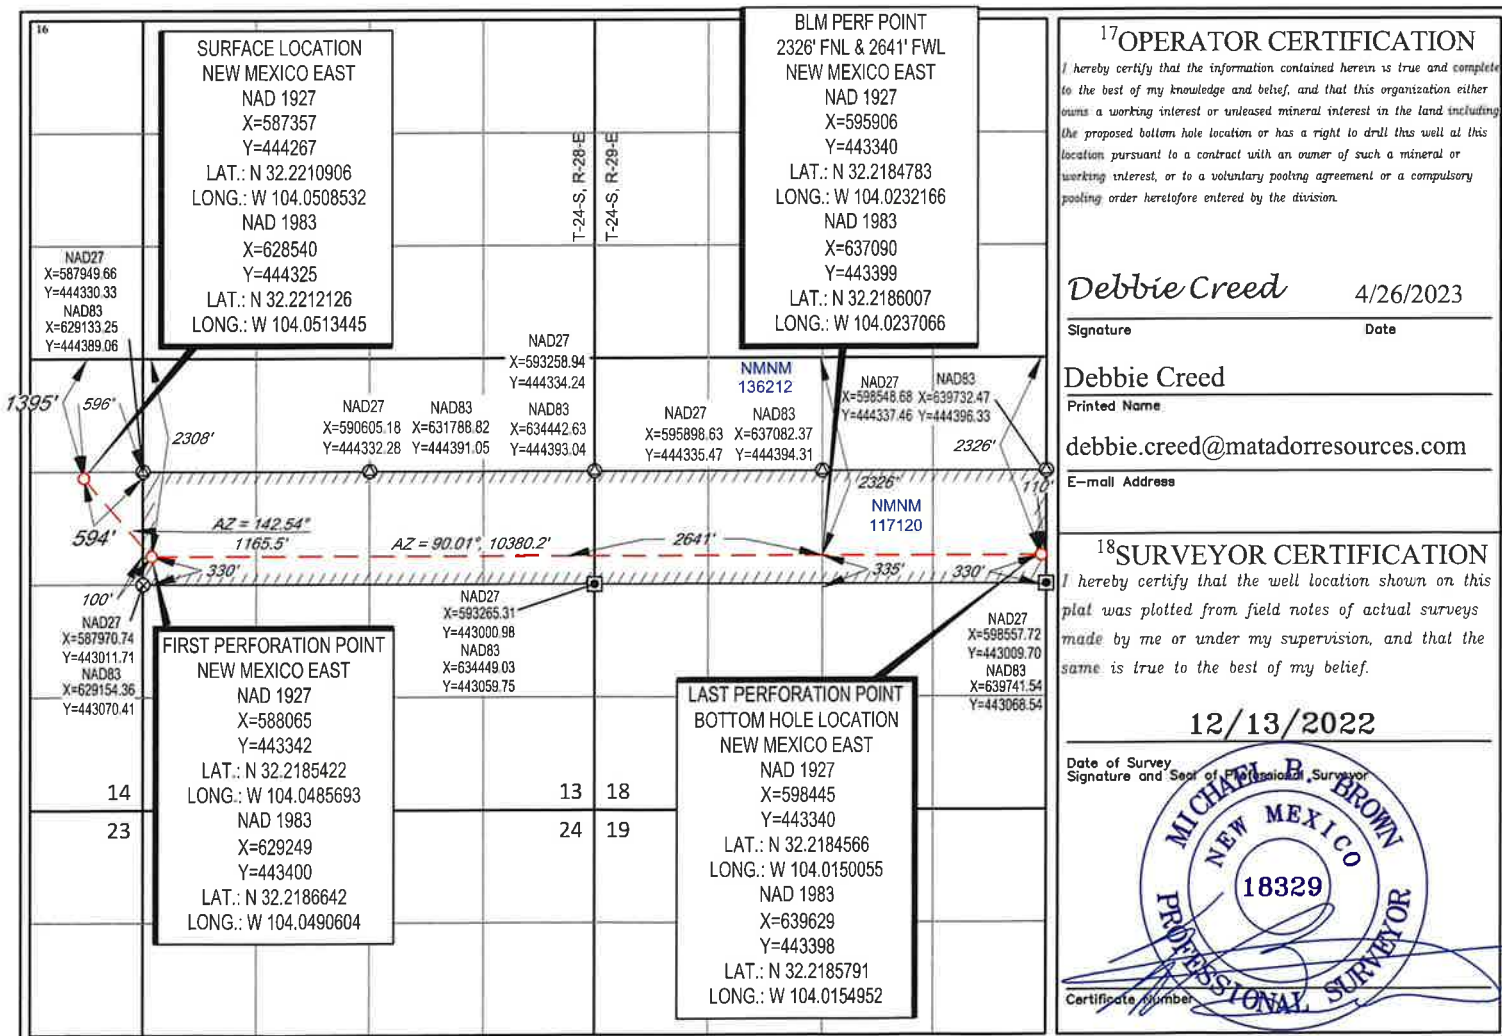 16
SURFACE LOCATION
NEW MEXICO EAST
NAD 1927
X=587357
Y=444267
LAT.: N 32.2210906
LONG.: W 104.0508532
NAD 1983
X=628540
Y=444325
LAT.: N 32.2212126
LONG.: W 104.0513445
T-24-S, R-28-E
T-24-S, R-29-E
BLM PERF POINT
2326' FNL & 2641' FWL
NEW MEXICO EAST
NAD 1927
X=595906
Y=443340
LAT.: N 32.2184783
LONG.: W 104.0232166
NAD 1983
X=637090
Y=443399
LAT.: N 32.2186007
LONG.: W 104.0237066
NAD27
X=587949.66
Y=444330.33
NAD83
X=629133.25
Y=444389.06
NAD27
X=593258.94
Y=444334.24
NAD83
X=634442.63
Y=444393.04
NAD27
X=590605.18
Y=444332.28
NAD83
X=631788.82
Y=444391.05
NMNM
136212
NAD27
X=595898.63
Y=444335.47
NAD83
X=637082.37
Y=444394.31
NAD27
X=598548.68
Y=444337.46
NAD83
X=639732.47
Y=444396.33
1395'
596'
2308'
2326'
2326'
110'
NMNM
117120
594'
AZ = 142.54°
1165.5'
AZ = 90.01°, 10380.2'
2641'
330'
335'
330'
100'
NAD27
X=587970.74
Y=443011.71
NAD83
X=629154.36
Y=443070.41
NAD27
X=593265.31
Y=443000.98
NAD83
X=634449.03
Y=443059.75
NAD27
X=598557.72
Y=443009.70
NAD83
X=639741.54
Y=443068.54
FIRST PERFORATION POINT
NEW MEXICO EAST
NAD 1927
X=588065
Y=443342
LAT.: N 32.2185422
LONG.: W 104.0485693
NAD 1983
X=629249
Y=443400
LAT.: N 32.2186642
LONG.: W 104.0490604
LAST PERFORATION POINT
BOTTOM HOLE LOCATION
NEW MEXICO EAST
NAD 1927
X=598445
Y=443340
LAT.: N 32.2184566
LONG.: W 104.0150055
NAD 1983
X=639629
Y=443398
LAT.: N 32.2185791
LONG.: W 104.0154952
14
23
13 18
24 19
17OPERATOR CERTIFICATION
I hereby certify that the information contained herein is true and complete
to the best of my knowledge and belief, and that this organization either
owns a working interest or unleased mineral interest in the land including
the proposed bottom hole location or has a right to drill this well at this
location pursuant to a contract with an owner of such a mineral or
working interest, or to a voluntary pooling agreement or a compulsory
pooling order heretofore entered by the division.
Debbie Creed 4/26/2023
Signature Date
Debbie Creed
Printed Name
debbie.creed@matadorresources.com
E-mail Address
18SURVEYOR CERTIFICATION
I hereby certify that the well location shown on this
plat was plotted from field notes of actual surveys
made by me or under my supervision, and that the
same is true to the best of my belief.
12/13/2022
Date of Survey
Signature and Seal of Professional Surveyor
MICHAEL B. BROWN
NEW MEXICO
18329
PROFESSIONAL SURVEYOR
Certificate Number